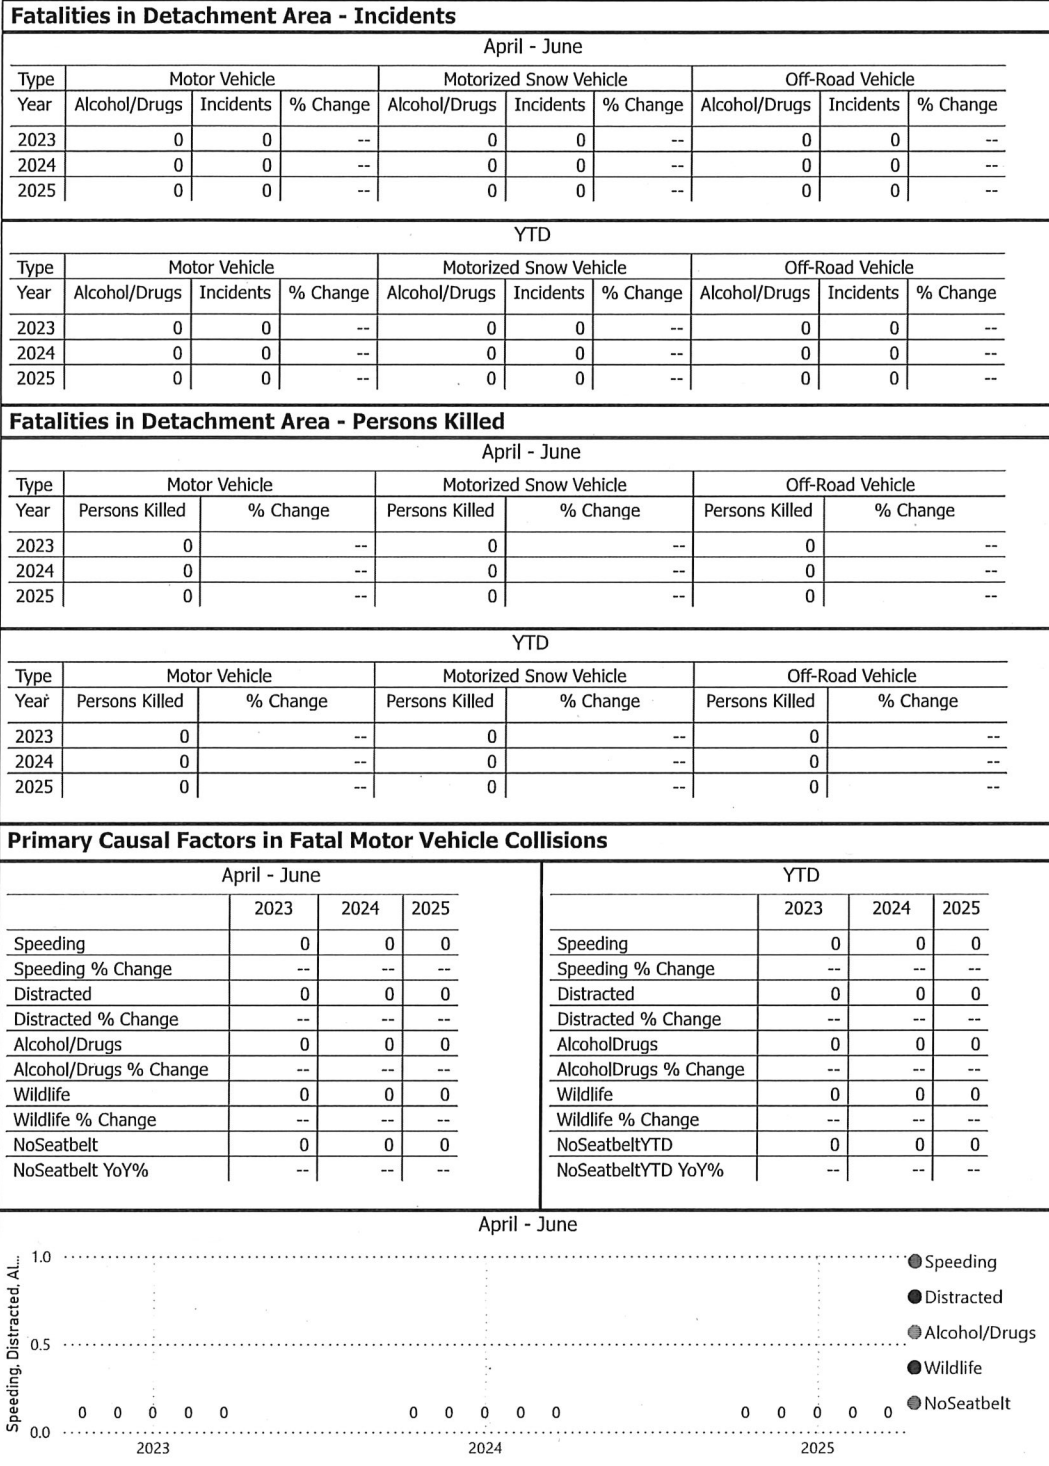 Fatalities in Detachment Area - Incidents
April - June
Type Motor Vehicle Motorized Snow Vehicle Off-Road Vehicle
Year Alcohol/Drugs Incidents % Change Alcohol/Drugs Incidents % Change Alcohol/Drugs Incidents % Change
2023 0 0 -- 0 0 -- 0 0 --
2024 0 0 -- 0 0 -- 0 0 --
2025 0 0 -- 0 0 -- 0 0 --
YTD
Type Motor Vehicle Motorized Snow Vehicle Off-Road Vehicle
Year Alcohol/Drugs Incidents % Change Alcohol/Drugs Incidents % Change Alcohol/Drugs Incidents % Change
2023 0 0 -- 0 0 -- 0 0 --
2024 0 0 -- 0 0 -- 0 0 --
2025 0 0 -- 0 0 -- 0 0 --
Fatalities in Detachment Area - Persons Killed
April - June
Type Motor Vehicle Motorized Snow Vehicle Off-Road Vehicle
Year Persons Killed % Change Persons Killed % Change Persons Killed % Change
2023 0 -- 0 -- 0 --
2024 0 -- 0 -- 0 --
2025 0 -- 0 -- 0 --
YTD
Type Motor Vehicle Motorized Snow Vehicle Off-Road Vehicle
Year Persons Killed % Change Persons Killed % Change Persons Killed % Change
2023 0 -- 0 -- 0 --
2024 0 -- 0 -- 0 --
2025 0 -- 0 -- 0 --
Primary Causal Factors in Fatal Motor Vehicle Collisions
April - June
2023 2024 2025
Speeding 0 0 0
Speeding % Change -- -- --
Distracted 0 0 0
Distracted % Change -- -- --
Alcohol/Drugs 0 0 0
Alcohol/Drugs % Change -- -- --
Wildlife 0 0 0
Wildlife % Change -- -- --
NoSeatbelt 0 0 0
NoSeatbelt YoY% -- -- --
YTD
2023 2024 2025
Speeding 0 0 0
Speeding % Change -- -- --
Distracted 0 0 0
Distracted % Change -- -- --
AlcoholDrugs 0 0 0
AlcoholDrugs % Change -- -- --
Wildlife 0 0 0
Wildlife % Change -- -- --
NoSeatbeltYTD 0 0 0
NoSeatbeltYTD YoY% -- -- --
April - June
Speeding, Distracted, Al...
1.0
0.5
0.0
0 0 0 0 0 0 0 0 0 0 0 0 0 0 0
2023 2024 2025
Speeding
Distracted
Alcohol/Drugs
Wildlife
NoSeatbelt